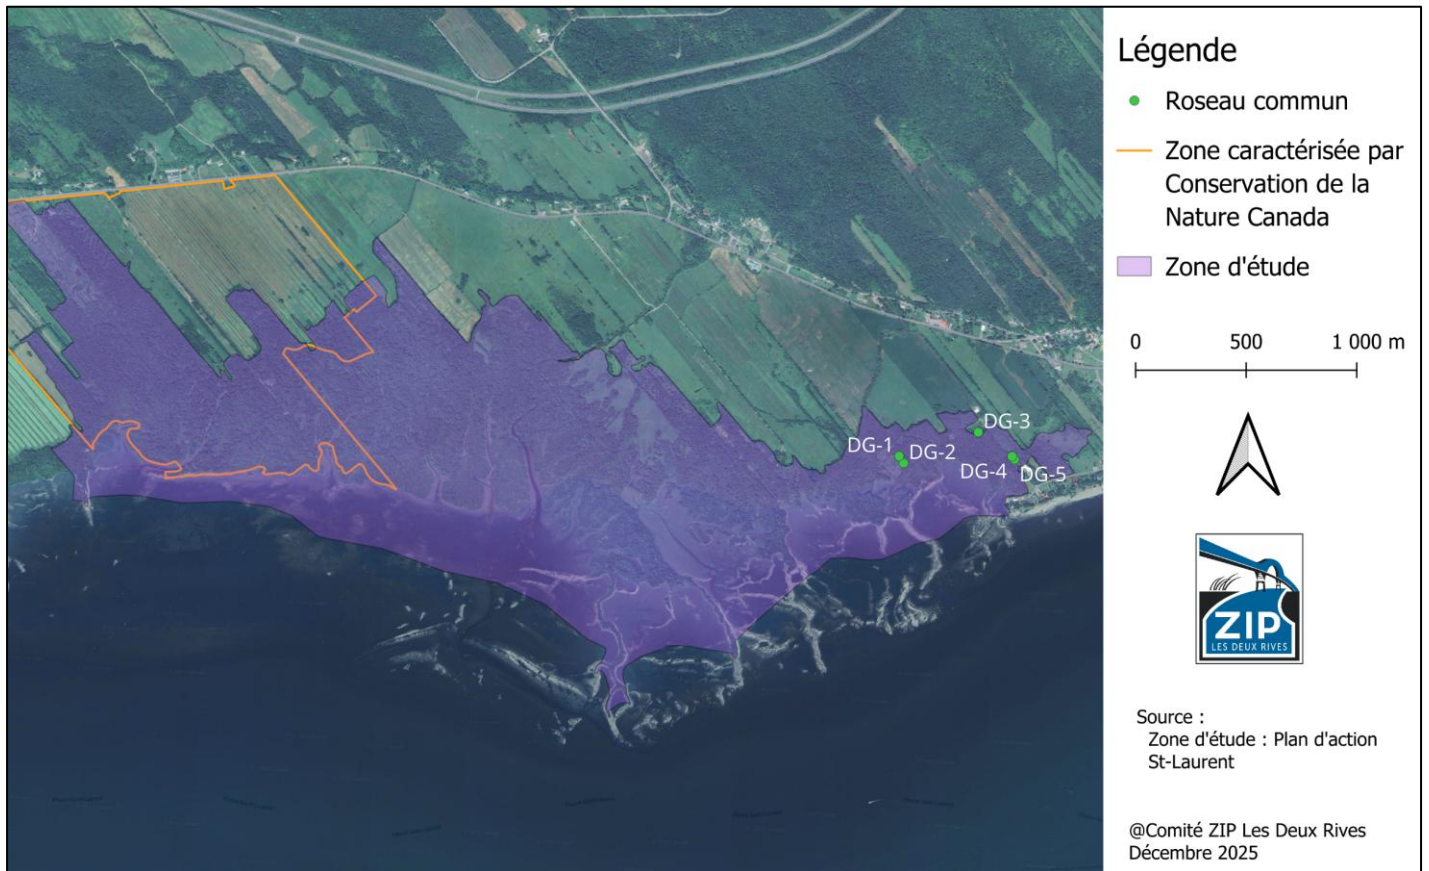 Légende
Roseau commun
Zone caractérisée par
Conservation de la
Nature Canada
Zone d'étude
0 500 1 000 m
DG-3
DG-1
DG-2
DG-4
DG-5
ZIP
LES DEUX RIVES
Source :
Zone d'étude : Plan d'action
St-Laurent
@Comité ZIP Les Deux Rives
Décembre 2025